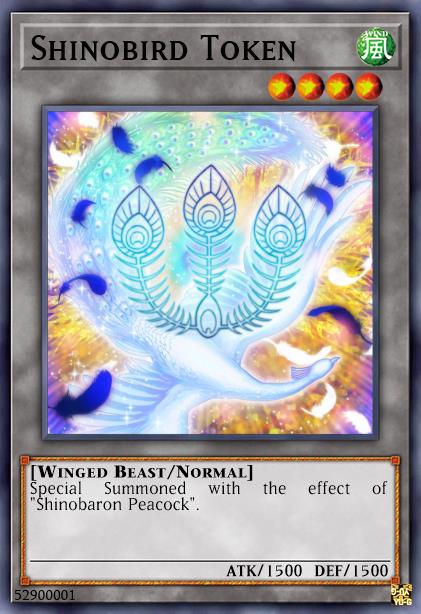 Shinobird Token
WIND
風
[Winged Beast/Normal]
Special Summoned with the effect of
"Shinobaron Peacock".
ATK/1500 DEF/1500
52900001